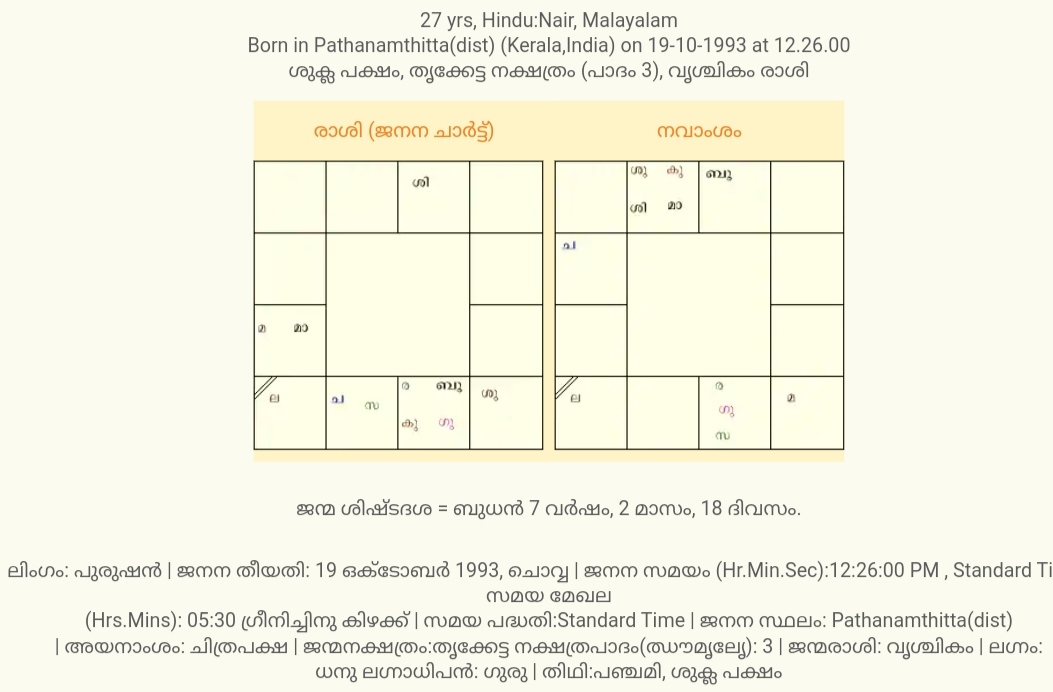 27 yrs, Hindu:Nair, Malayalam
Born in Pathanamthitta(dist) (Kerala,India) on 19-10-1993 at 12.26.00
ശുക്ല പക്ഷം, തൃക്കേട്ട നക്ഷത്രം (പാദം 3), വൃശ്ചികം രാശി
രാശി (ജനന ചാർട്ട്) നവാംശം
ശി ശു കു ബു
ശി മാ
ച
മ മാ
ല ച സ ര ബു കു ഗു ശു ല ര ഗു സ മ
ജന്മ ശിഷ്ടദശ = ബുധൻ 7 വർഷം, 2 മാസം, 18 ദിവസം.
ലിംഗം: പുരുഷൻ | ജനന തീയതി: 19 ഒക്ടോബർ 1993, ചൊവ്വ | ജനന സമയം (Hr.Min.Sec):12:26:00 PM , Standard Ti
സമയ മേഖല
(Hrs.Mins): 05:30 ഗ്രീനിച്ചിനു കിഴക്ക് | സമയ പദ്ധതി:Standard Time | ജനന സ്ഥലം: Pathanamthitta(dist)
| അയനാംശം: ചിത്രപക്ഷ | ജന്മനക്ഷത്രം:തൃക്കേട്ട നക്ഷത്രപാദം(ഝൗമൃല്യേ): 3 | ജന്മരാശി: വൃശ്ചികം | ലഗ്നം:
ധനു ലഗ്നാധിപൻ: ഗുരു | തിഥി:പഞ്ചമി, ശുക്ല പക്ഷം